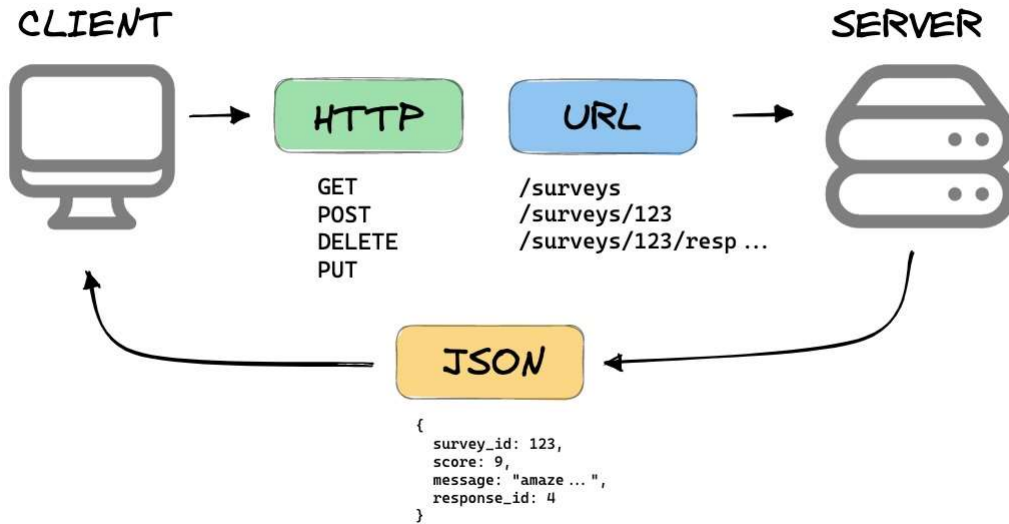 CLIENT
SERVER
HTTP
URL
GET
POST
DELETE
PUT
/surveys
/surveys/123
/surveys/123/resp ...
JSON
{
survey_id: 123,
score: 9,
message: "amaze ... ",
response_id: 4
}